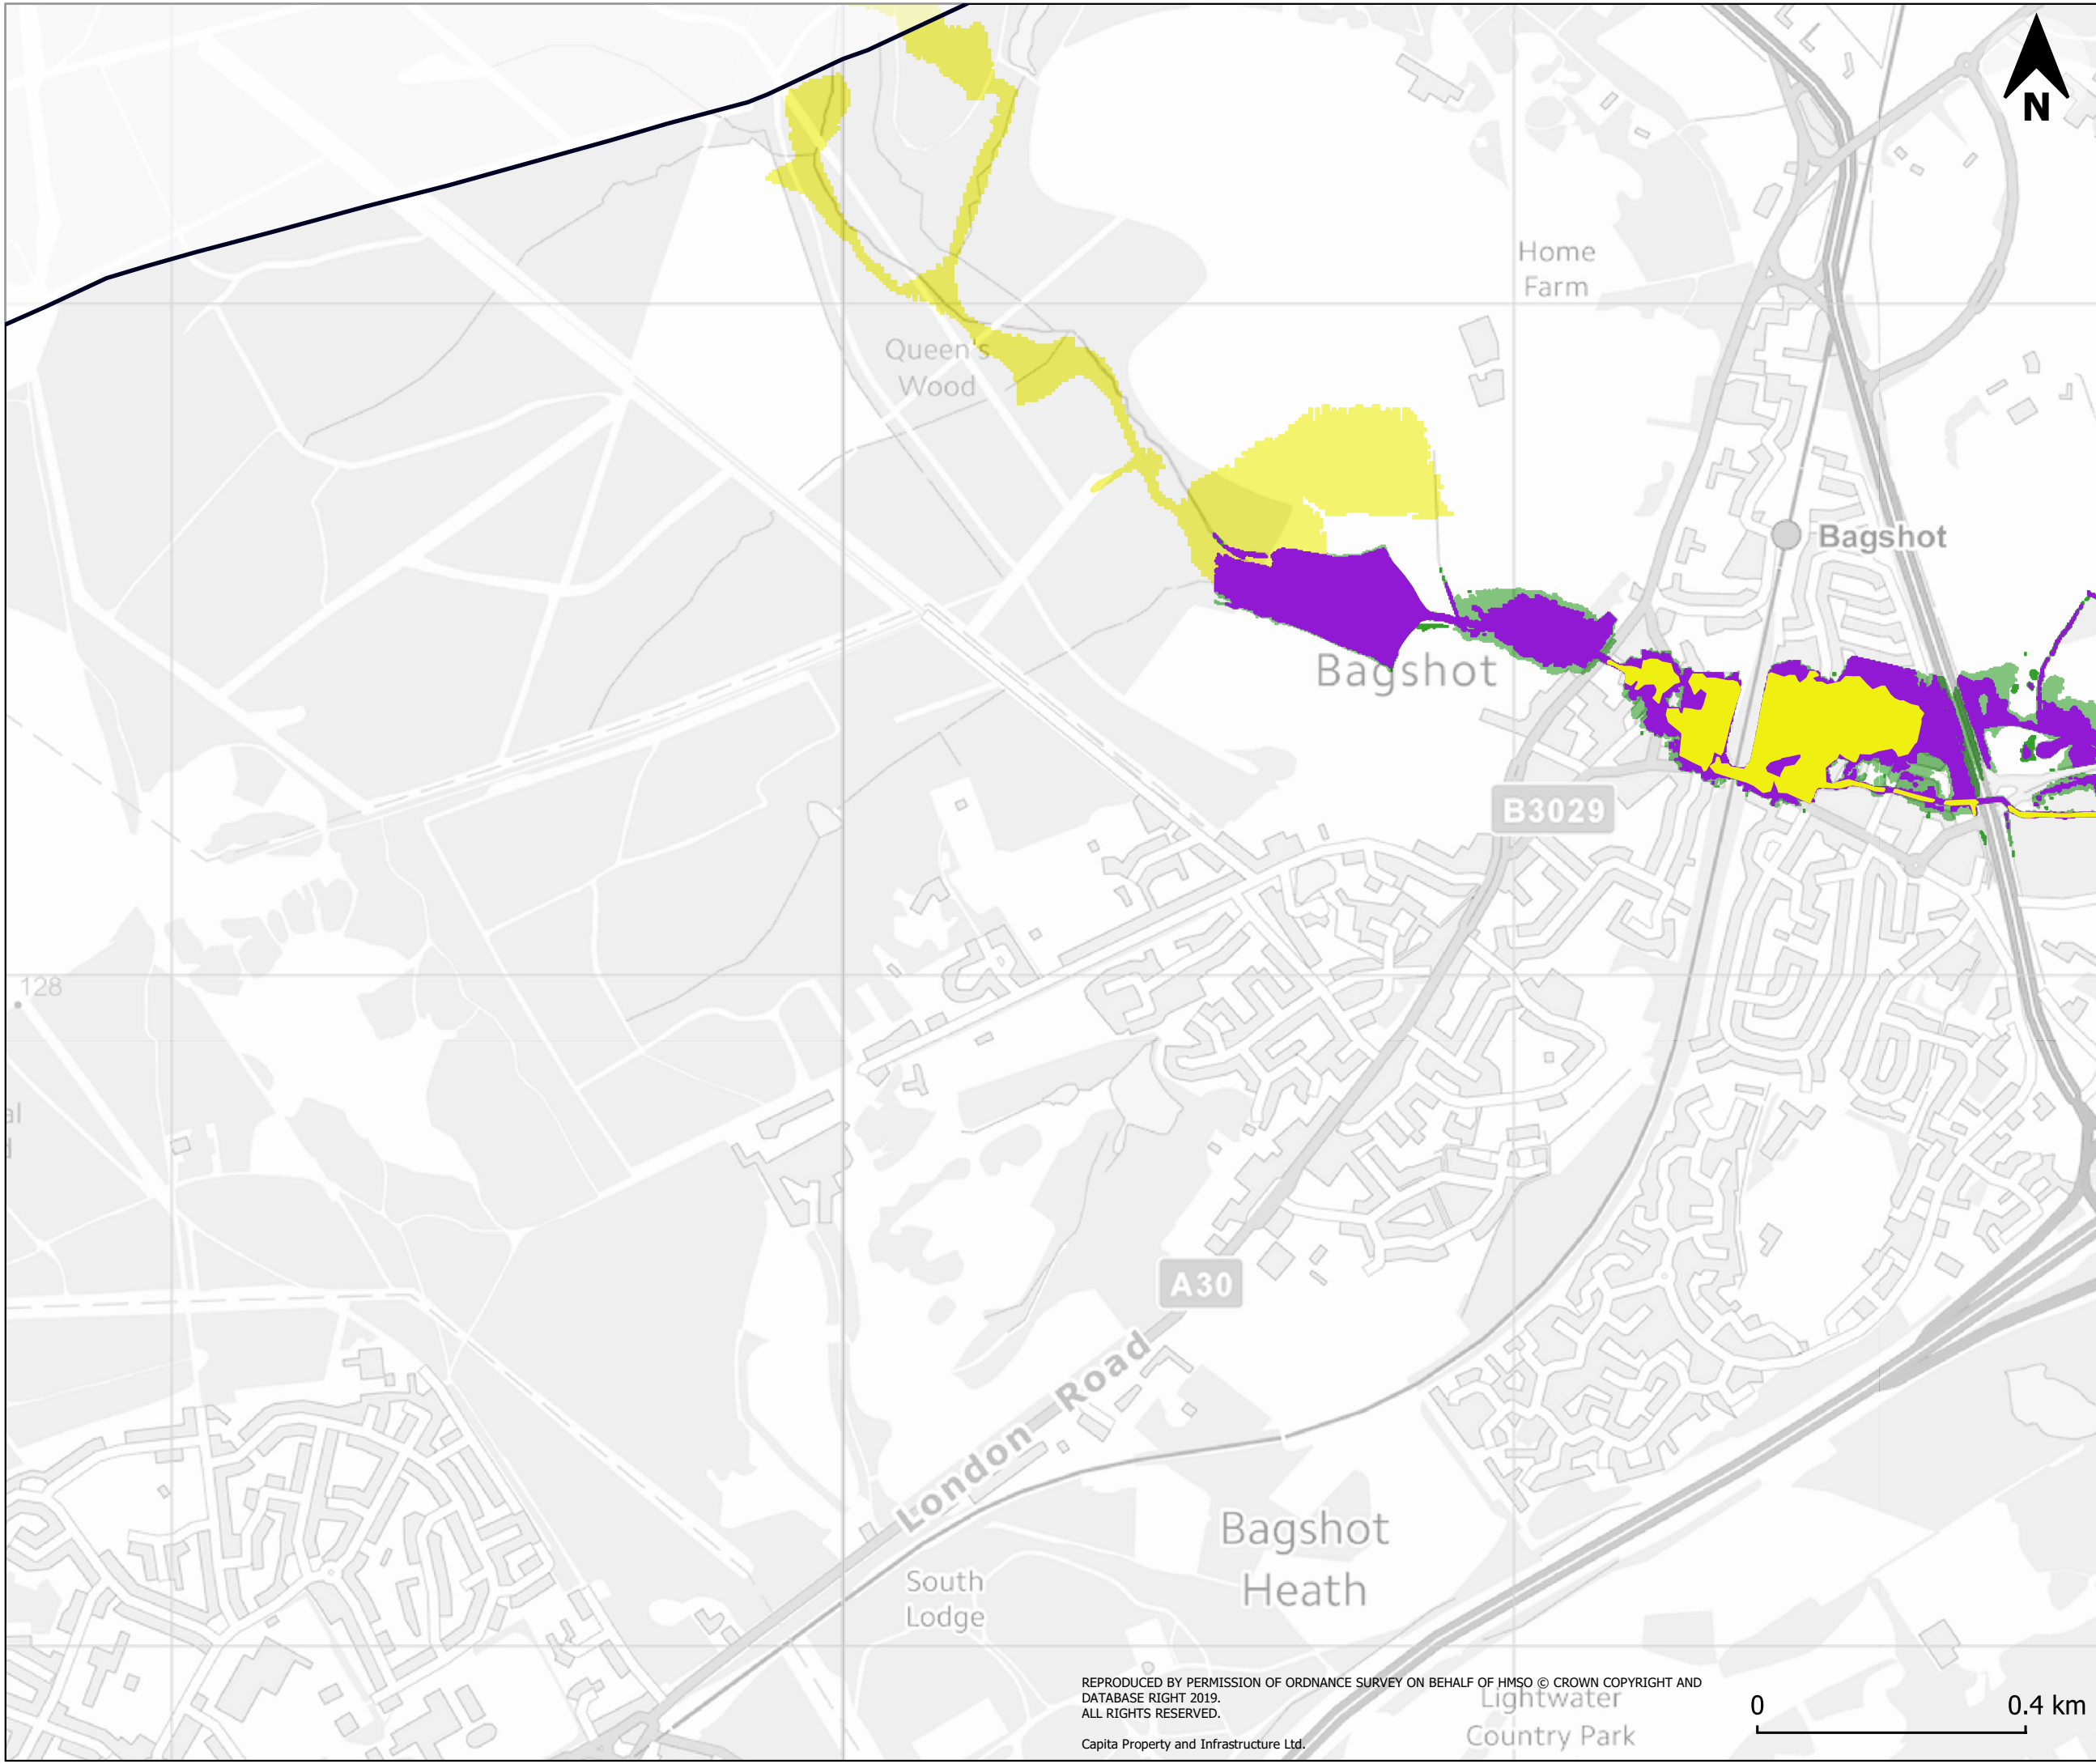 N
Home
Farm
Queen's
Wood
Bagshot
Bagshot
B3029
128
al
A30
London Road
Bagshot
Heath
South
Lodge
REPRODUCED BY PERMISSION OF ORDNANCE SURVEY ON BEHALF OF HMSO © CROWN COPYRIGHT AND
DATABASE RIGHT 2019.
ALL RIGHTS RESERVED.
Capita Property and Infrastructure Ltd.
Lightwater
Country Park
0 0.4 km